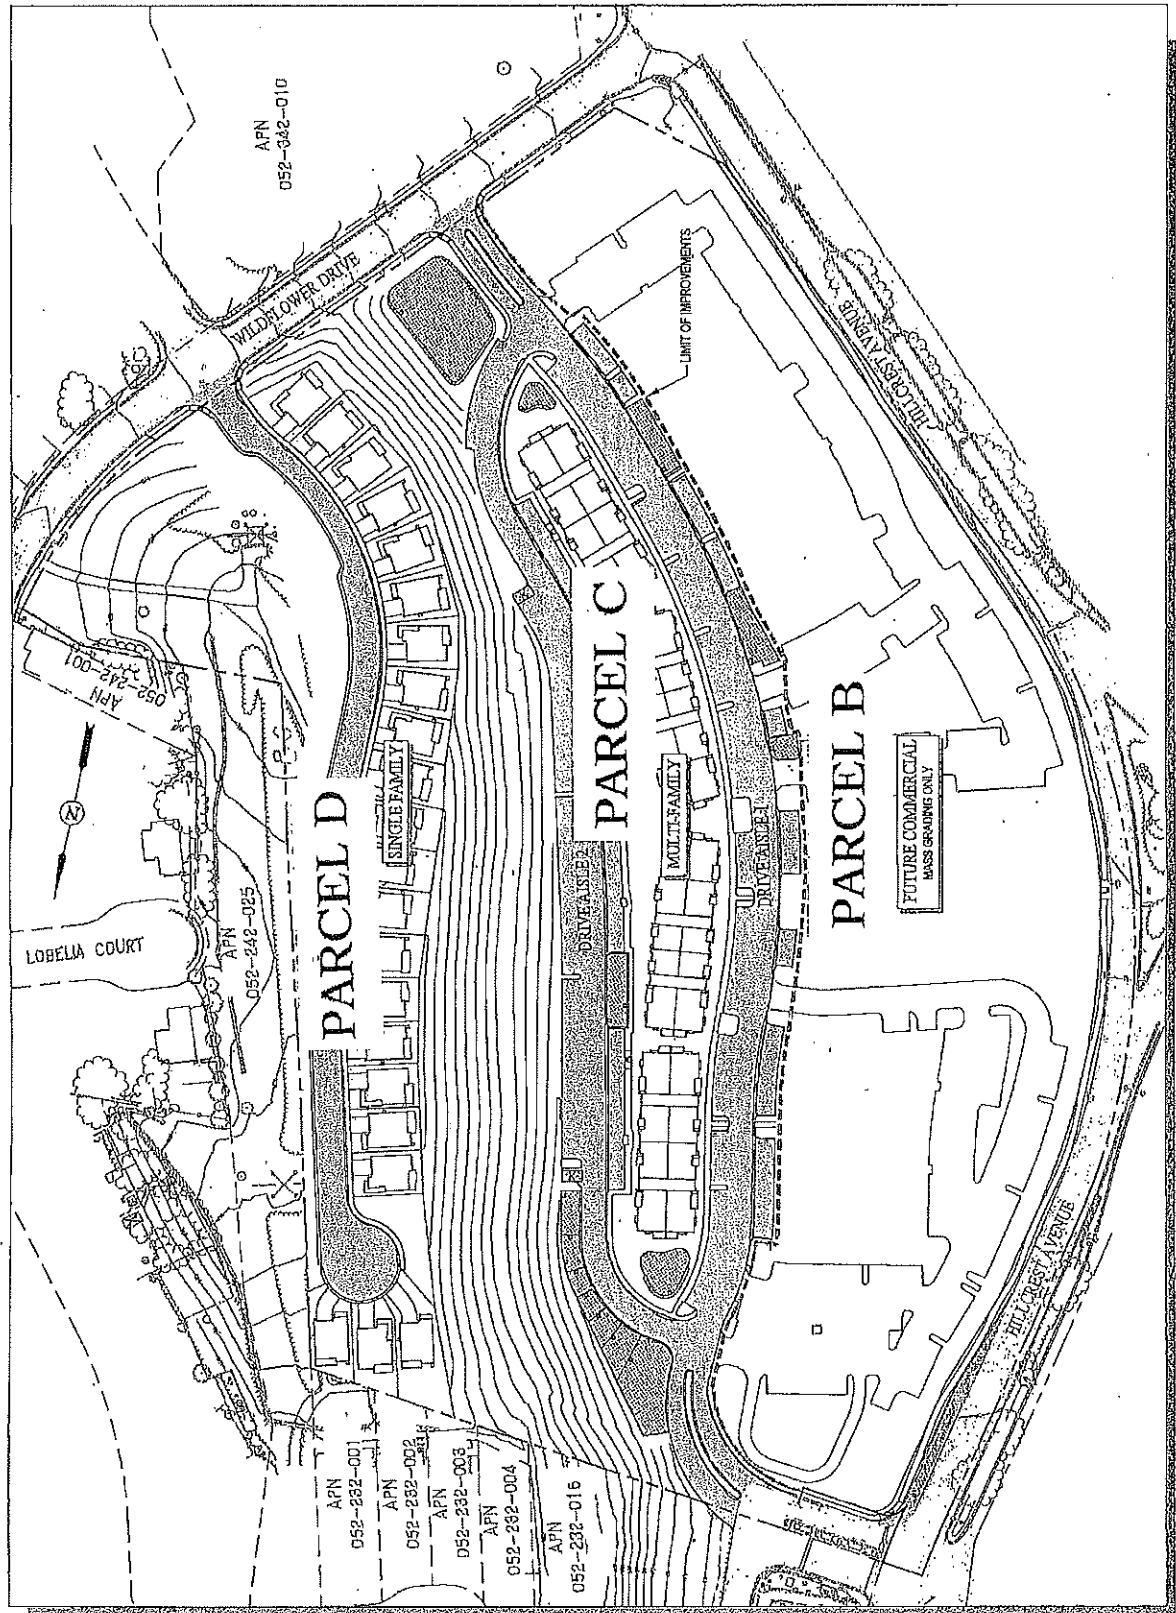 APN
052-342-010
WILDFLOWER DRIVE
LIMIT OF IMPROVEMENTS
HILLCREST AVENUE
APN
052-242-001
N
PARCEL D
SINGLE FAMILY
PARCEL C
MULTI-FAMILY
DRIVE AISLE 2
DRIVE AISLE 1
PARCEL B
FUTURE COMMERCIAL
MASS GRADING ONLY
LOBELIA COURT
APN
052-242-025
HILLCREST AVENUE
APN
052-232-001
APN
052-232-002
APN
052-232-003
APN
052-232-004
APN
052-232-016